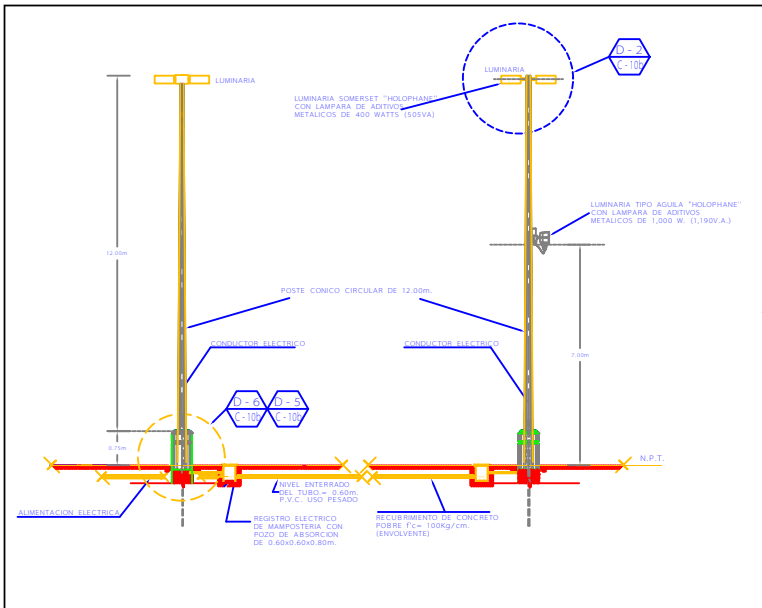 D - 2
C - 10b
LUMINARIA
LUMINARIA
LUMINARIA SOMERSET "HOLOPHANE"
CON LAMPARA DE ADITIVOS
METALICOS DE 400 WATTS (505VA)
LUMINARIA TIPO AGUILA "HOLOPHANE"
CON LAMPARA DE ADITIVOS
METALICOS DE 1,000 W. (1,190V.A.)
12.00m
POSTE CONICO CIRCULAR DE 12.00m.
CONDUCTOR ELECTRICO
CONDUCTOR ELECTRICO
7.00m
D - 6
C - 10b
D - 5
C - 10b
0.75m
N.P.T.
NIVEL ENTERRADO
DEL TUBO.= 0.60m.
P.V.C. USO PESADO
ALIMENTACION ELECTRICA
REGISTRO ELECTRICO
DE MAMPOSTERIA CON
POZO DE ABSORCION
DE 0.60x0.60x0.80m.
RECUBRIMIENTO DE CONCRETO
POBRE f'c= 100Kg/cm.
(ENVOLVENTE)